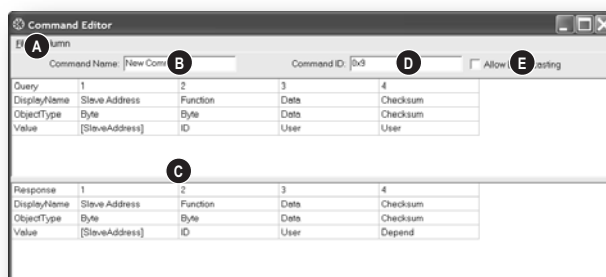 Command Editor
A
Command Name: New Com B
Command ID: 0x9 D
Allow E casting
Query 1 2 3 4
DisplayName Slave Address Function Data Checksum
ObjectType Byte Byte Data Checksum
Value [SlaveAddress] ID User User
C
Response 1 2 3 4
DisplayName Slave Address Function Data Checksum
ObjectType Byte Byte Data Checksum
Value [SlaveAddress] ID User Depend